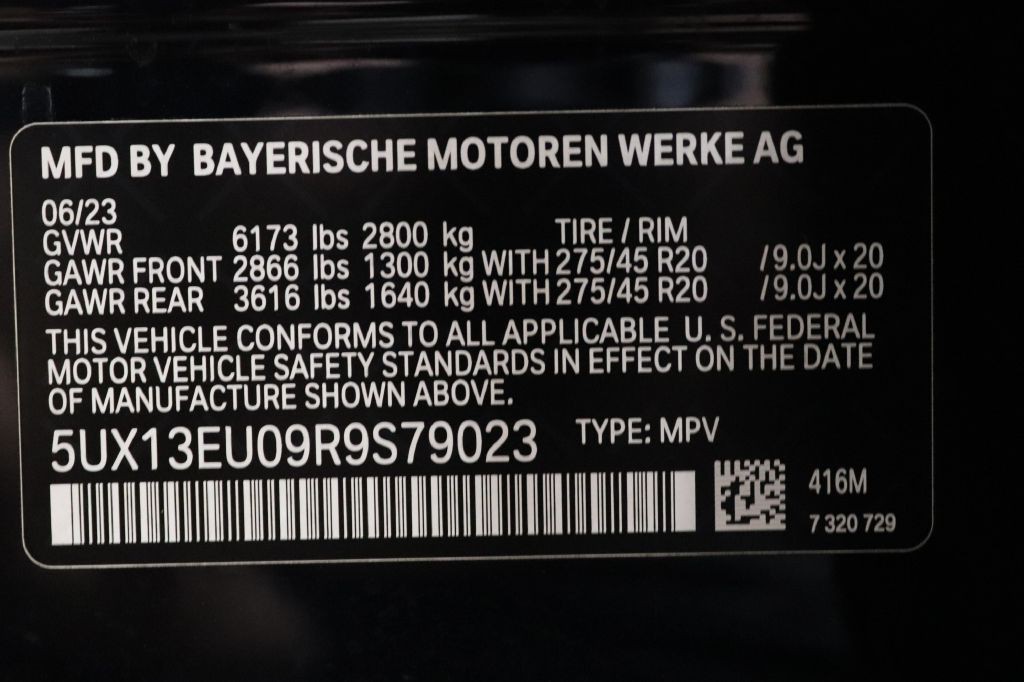 MFD BY BAYERISCHE MOTOREN WERKE AG
06/23
GVWR 6173 lbs 2800 kg TIRE / RIM
GAWR FRONT 2866 lbs 1300 kg WITH 275/45 R20 /9.0J x 20
GAWR REAR 3616 lbs 1640 kg WITH 275/45 R20 /9.0J x 20
THIS VEHICLE CONFORMS TO ALL APPLICABLE U. S. FEDERAL
MOTOR VEHICLE SAFETY STANDARDS IN EFFECT ON THE DATE
OF MANUFACTURE SHOWN ABOVE.
5UX13EU09R9S79023 TYPE: MPV
416M
7 320 729